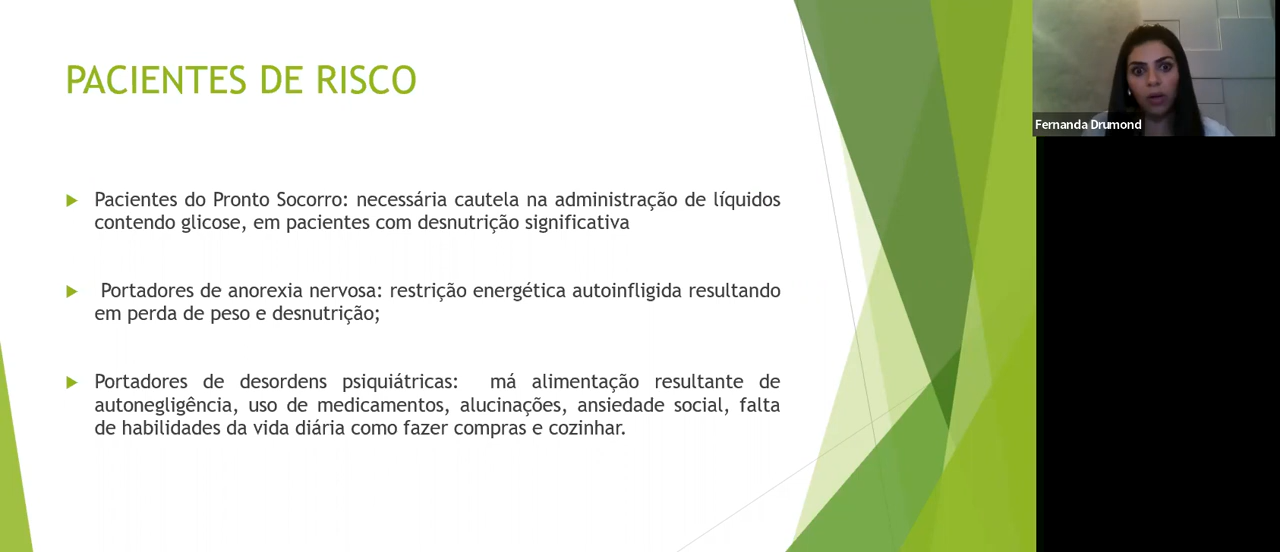 PACIENTES DE RISCO
Fernanda Drumond
Pacientes do Pronto Socorro: necessária cautela na administração de líquidos
contendo glicose, em pacientes com desnutrição significativa
Portadores de anorexia nervosa: restrição energética autoinfligida resultando
em perda de peso e desnutrição;
Portadores de desordens psiquiátricas: má alimentação resultante de
autonegligência, uso de medicamentos, alucinações, ansiedade social, falta
de habilidades da vida diária como fazer compras e cozinhar.